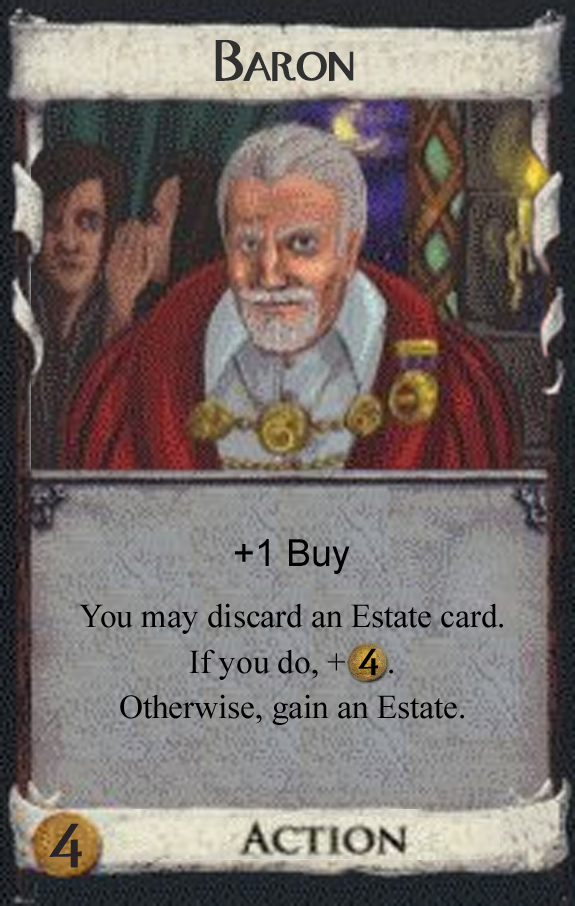 BARON
+1 Buy
You may discard an Estate card.
If you do, +4.
Otherwise, gain an Estate.
4 ACTION